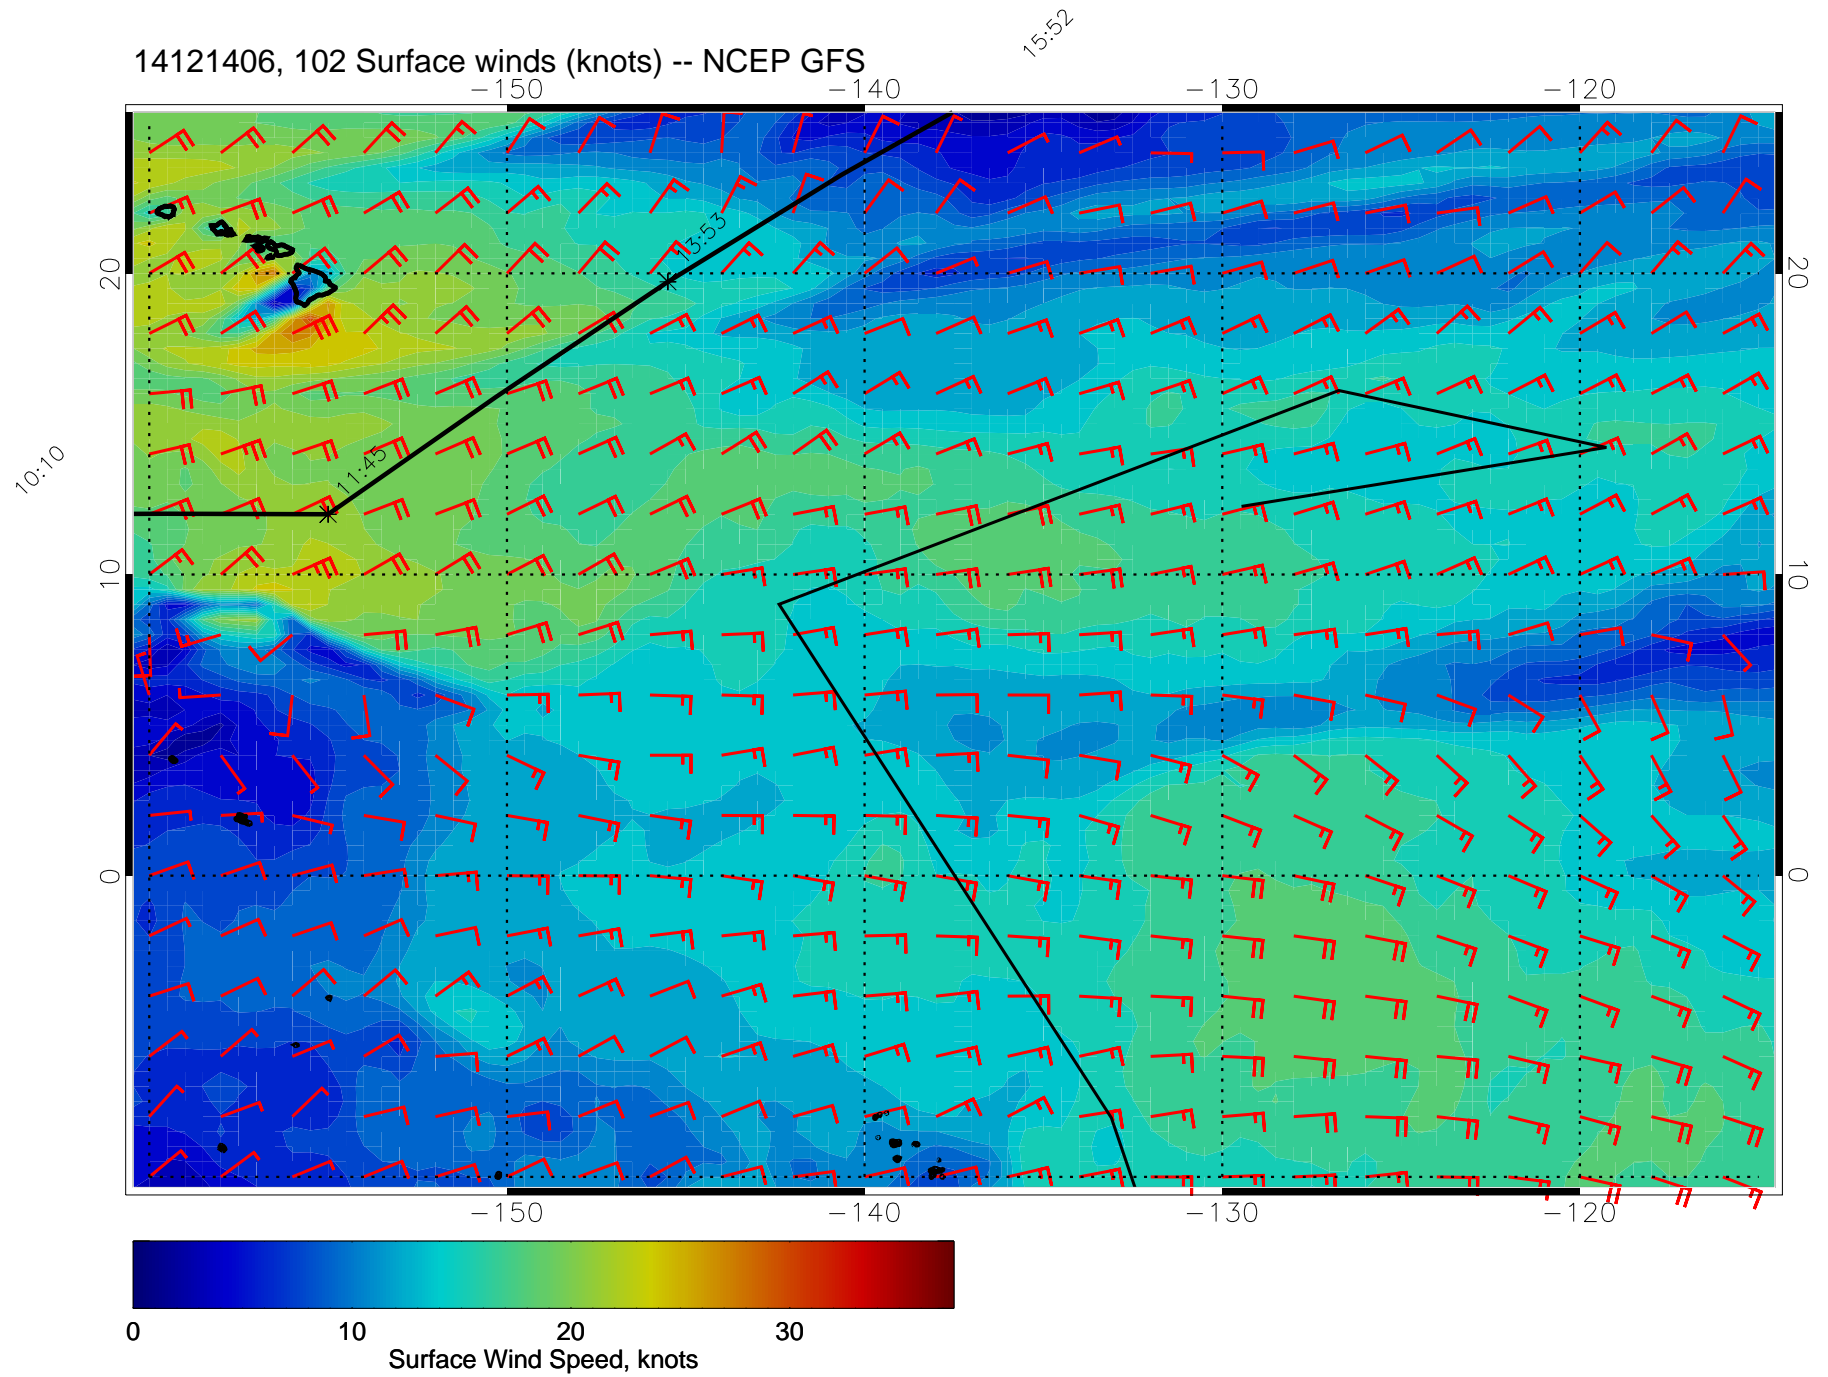 15:52
14121406, 102 Surface winds (knots) -- NCEP GFS
-150 -140 -130 -120
13:53
20 20
11:45
10:10
10 10
0 0
-150 -140 -130 -120
0 10 20 30
Surface Wind Speed, knots